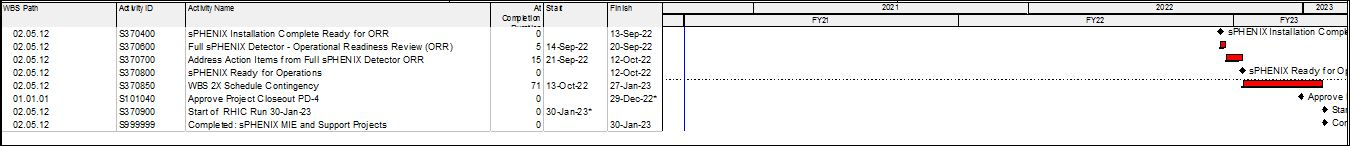 WBS Path Activity ID Activity Name At Completion Duration Start Finish 2021 2022 2023
FY21 FY22 FY23
02.05.12 S370400 sPHENIX Installation Complete Ready for ORR 0 13-Sep-22 sPHENIX Installation Comple
02.05.12 S370600 Full sPHENIX Detector - Operational Readiness Review (ORR) 5 14-Sep-22 20-Sep-22
02.05.12 S370700 Address Action Items from Full sPHENIX Detector ORR 15 21-Sep-22 12-Oct-22
02.05.12 S370800 sPHENIX Ready for Operations 0 12-Oct-22 sPHENIX Ready for Op
02.05.12 S370850 WBS 2X Schedule Contingency 71 13-Oct-22 27-Jan-23
01.01.01 S101040 Approve Project Closeout PD-4 0 29-Dec-22* Approve
02.05.12 S370900 Start of RHIC Run 30-Jan-23 0 30-Jan-23* Star
02.05.12 S999999 Completed: sPHENIX MIE and Support Projects 0 30-Jan-23 Con